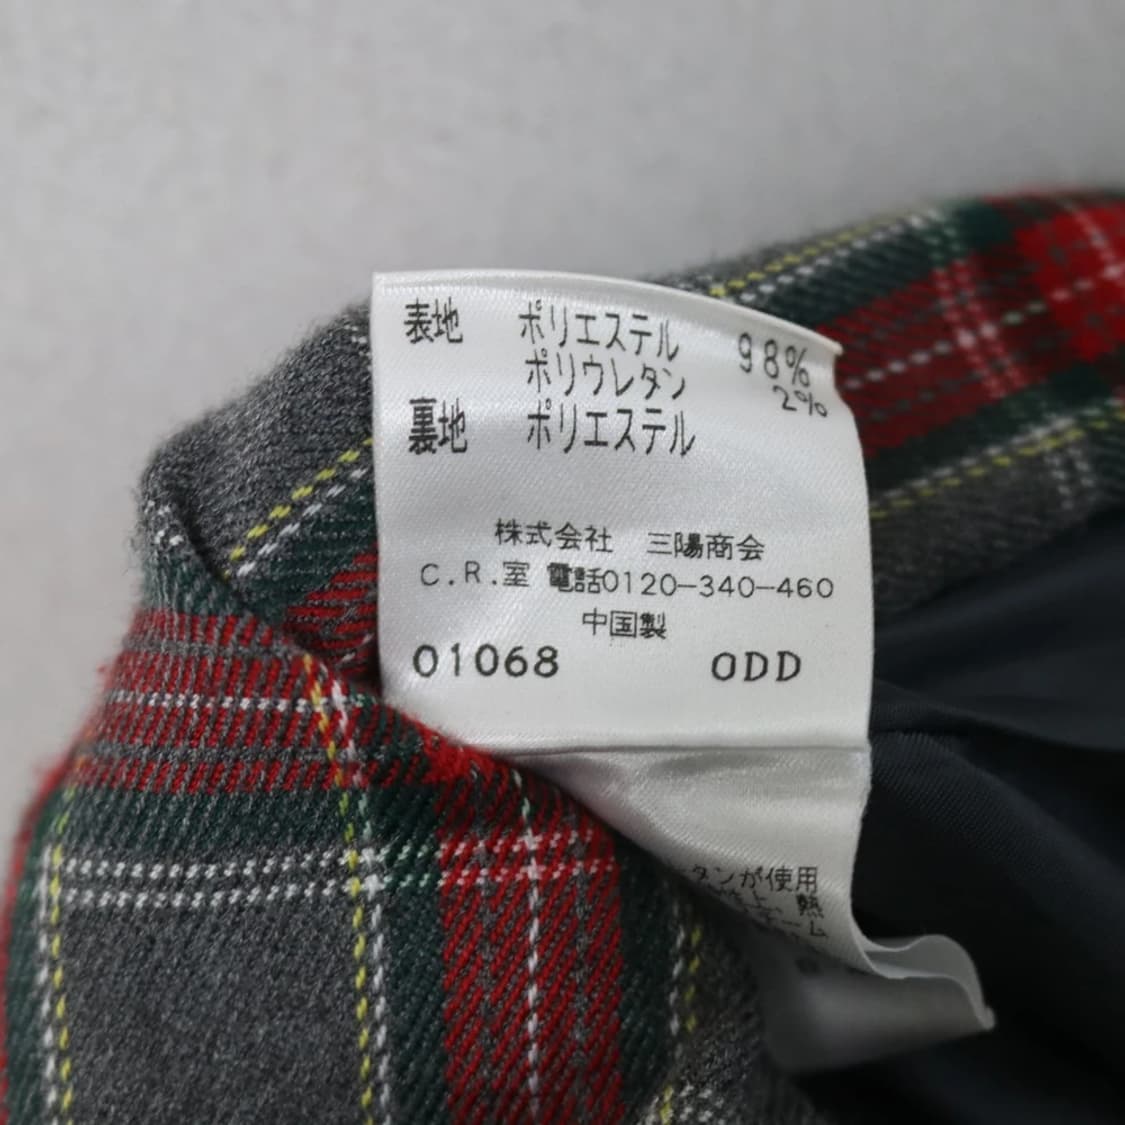 表地 ポリエステル 98%
ポリウレタン 2%
裏地 ポリエステル
株式会社 三陽商会
C.R.室 電話0120-340-460
中国製
01068 ODD
タンが使用